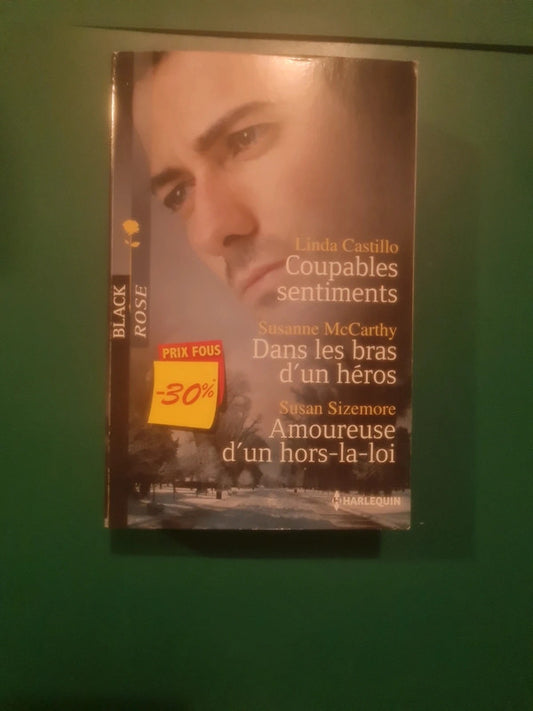 Linda Castillo
Coupables
sentiments
Susanne McCarthy
Dans les bras
d'un héros
Susan Sizemore
Amoureuse
d'un hors-la-loi
HARLEQUIN
BLACK
ROSE
PRIX FOUS
-30%*